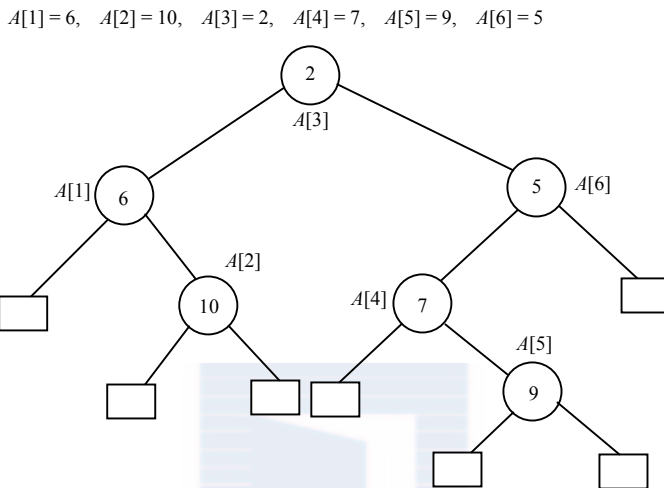 A[1] = 6, A[2] = 10, A[3] = 2, A[4] = 7, A[5] = 9, A[6] = 5
2
A[3]
A[1] 6
5 A[6]
A[2]
10
A[4] 7
A[5]
9